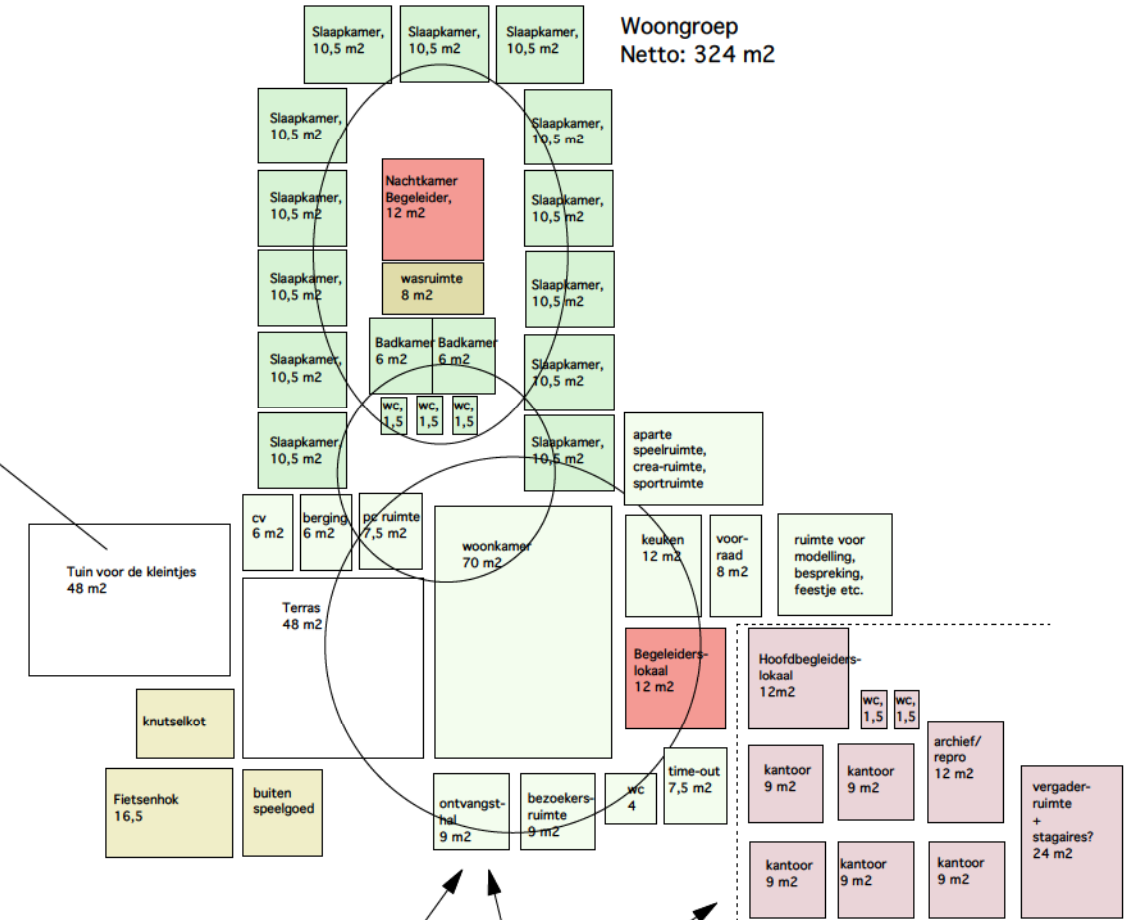 Woongroep
Netto: 324 m2
Slaapkamer,
10,5 m2
Slaapkamer,
10,5 m2
Slaapkamer,
10,5 m2
Slaapkamer,
10,5 m2
Slaapkamer,
10,5 m2
Slaapkamer,
10,5 m2
Slaapkamer,
10,5 m2
Slaapkamer,
10,5 m2
Slaapkamer,
10,5 m2
Slaapkamer,
10,5 m2
Slaapkamer,
10,5 m2
Slaapkamer,
10,5 m2
Slaapkamer,
10,5 m2
Nachtkamer
Begeleider,
12 m2
wasruimte
8 m2
Badkamer
6 m2
Badkamer
6 m2
wc,
1,5
wc,
1,5
wc,
1,5
aparte
speelruimte,
crea-ruimte,
sportruimte
cv
6 m2
berging
6 m2
pc ruimte
7,5 m2
woonkamer
70 m2
keuken
12 m2
voor-
raad
8 m2
ruimte voor
modelling,
bespreking,
feestje etc.
Tuin voor de kleintjes
48 m2
Terras
48 m2
Begeleiders-
lokaal
12 m2
Hoofdbegleiders-
lokaal
12m2
wc,
1,5
wc,
1,5
knutselkot
archief/
repro
12 m2
Fietsenhok
16,5
buiten
speelgoed
ontvangst-
hal
9 m2
bezoekers-
ruimte
9 m2
wc
4
time-out
7,5 m2
kantoor
9 m2
kantoor
9 m2
vergader-
ruimte
+
stagaires?
24 m2
kantoor
9 m2
kantoor
9 m2
kantoor
9 m2